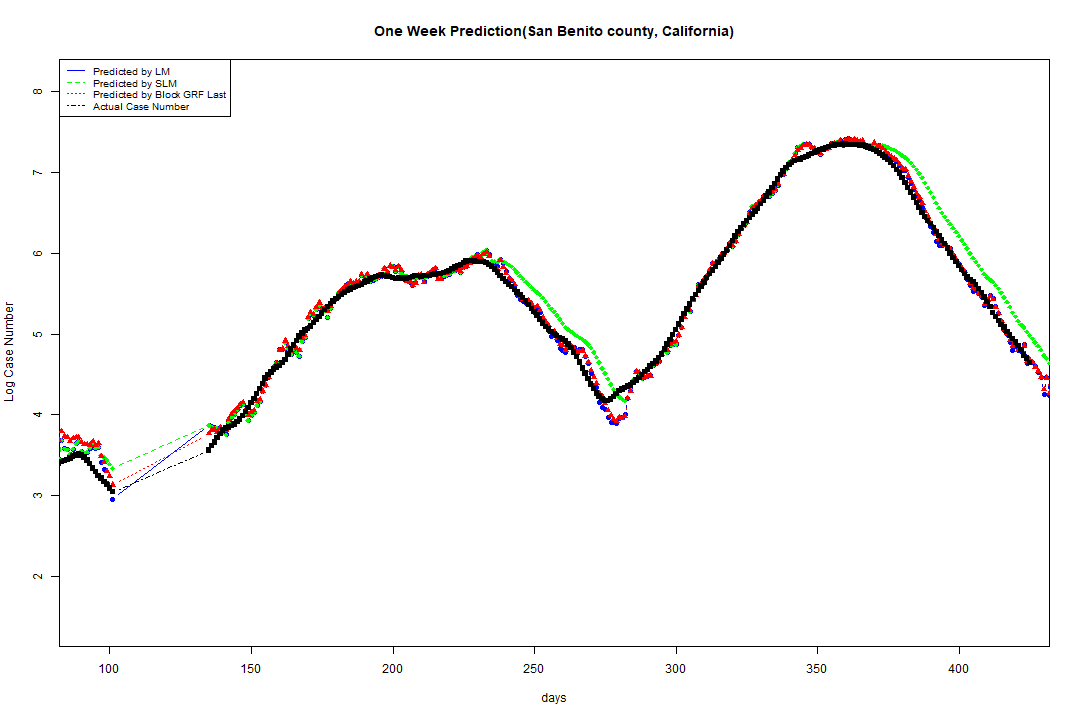 One Week Prediction(San Benito county, California)
Predicted by LM
Predicted by SLM
Predicted by Block GRF Last
Actual Case Number
Log Case Number
8
7
6
5
4
3
2
100 150 200 250 300 350 400
days